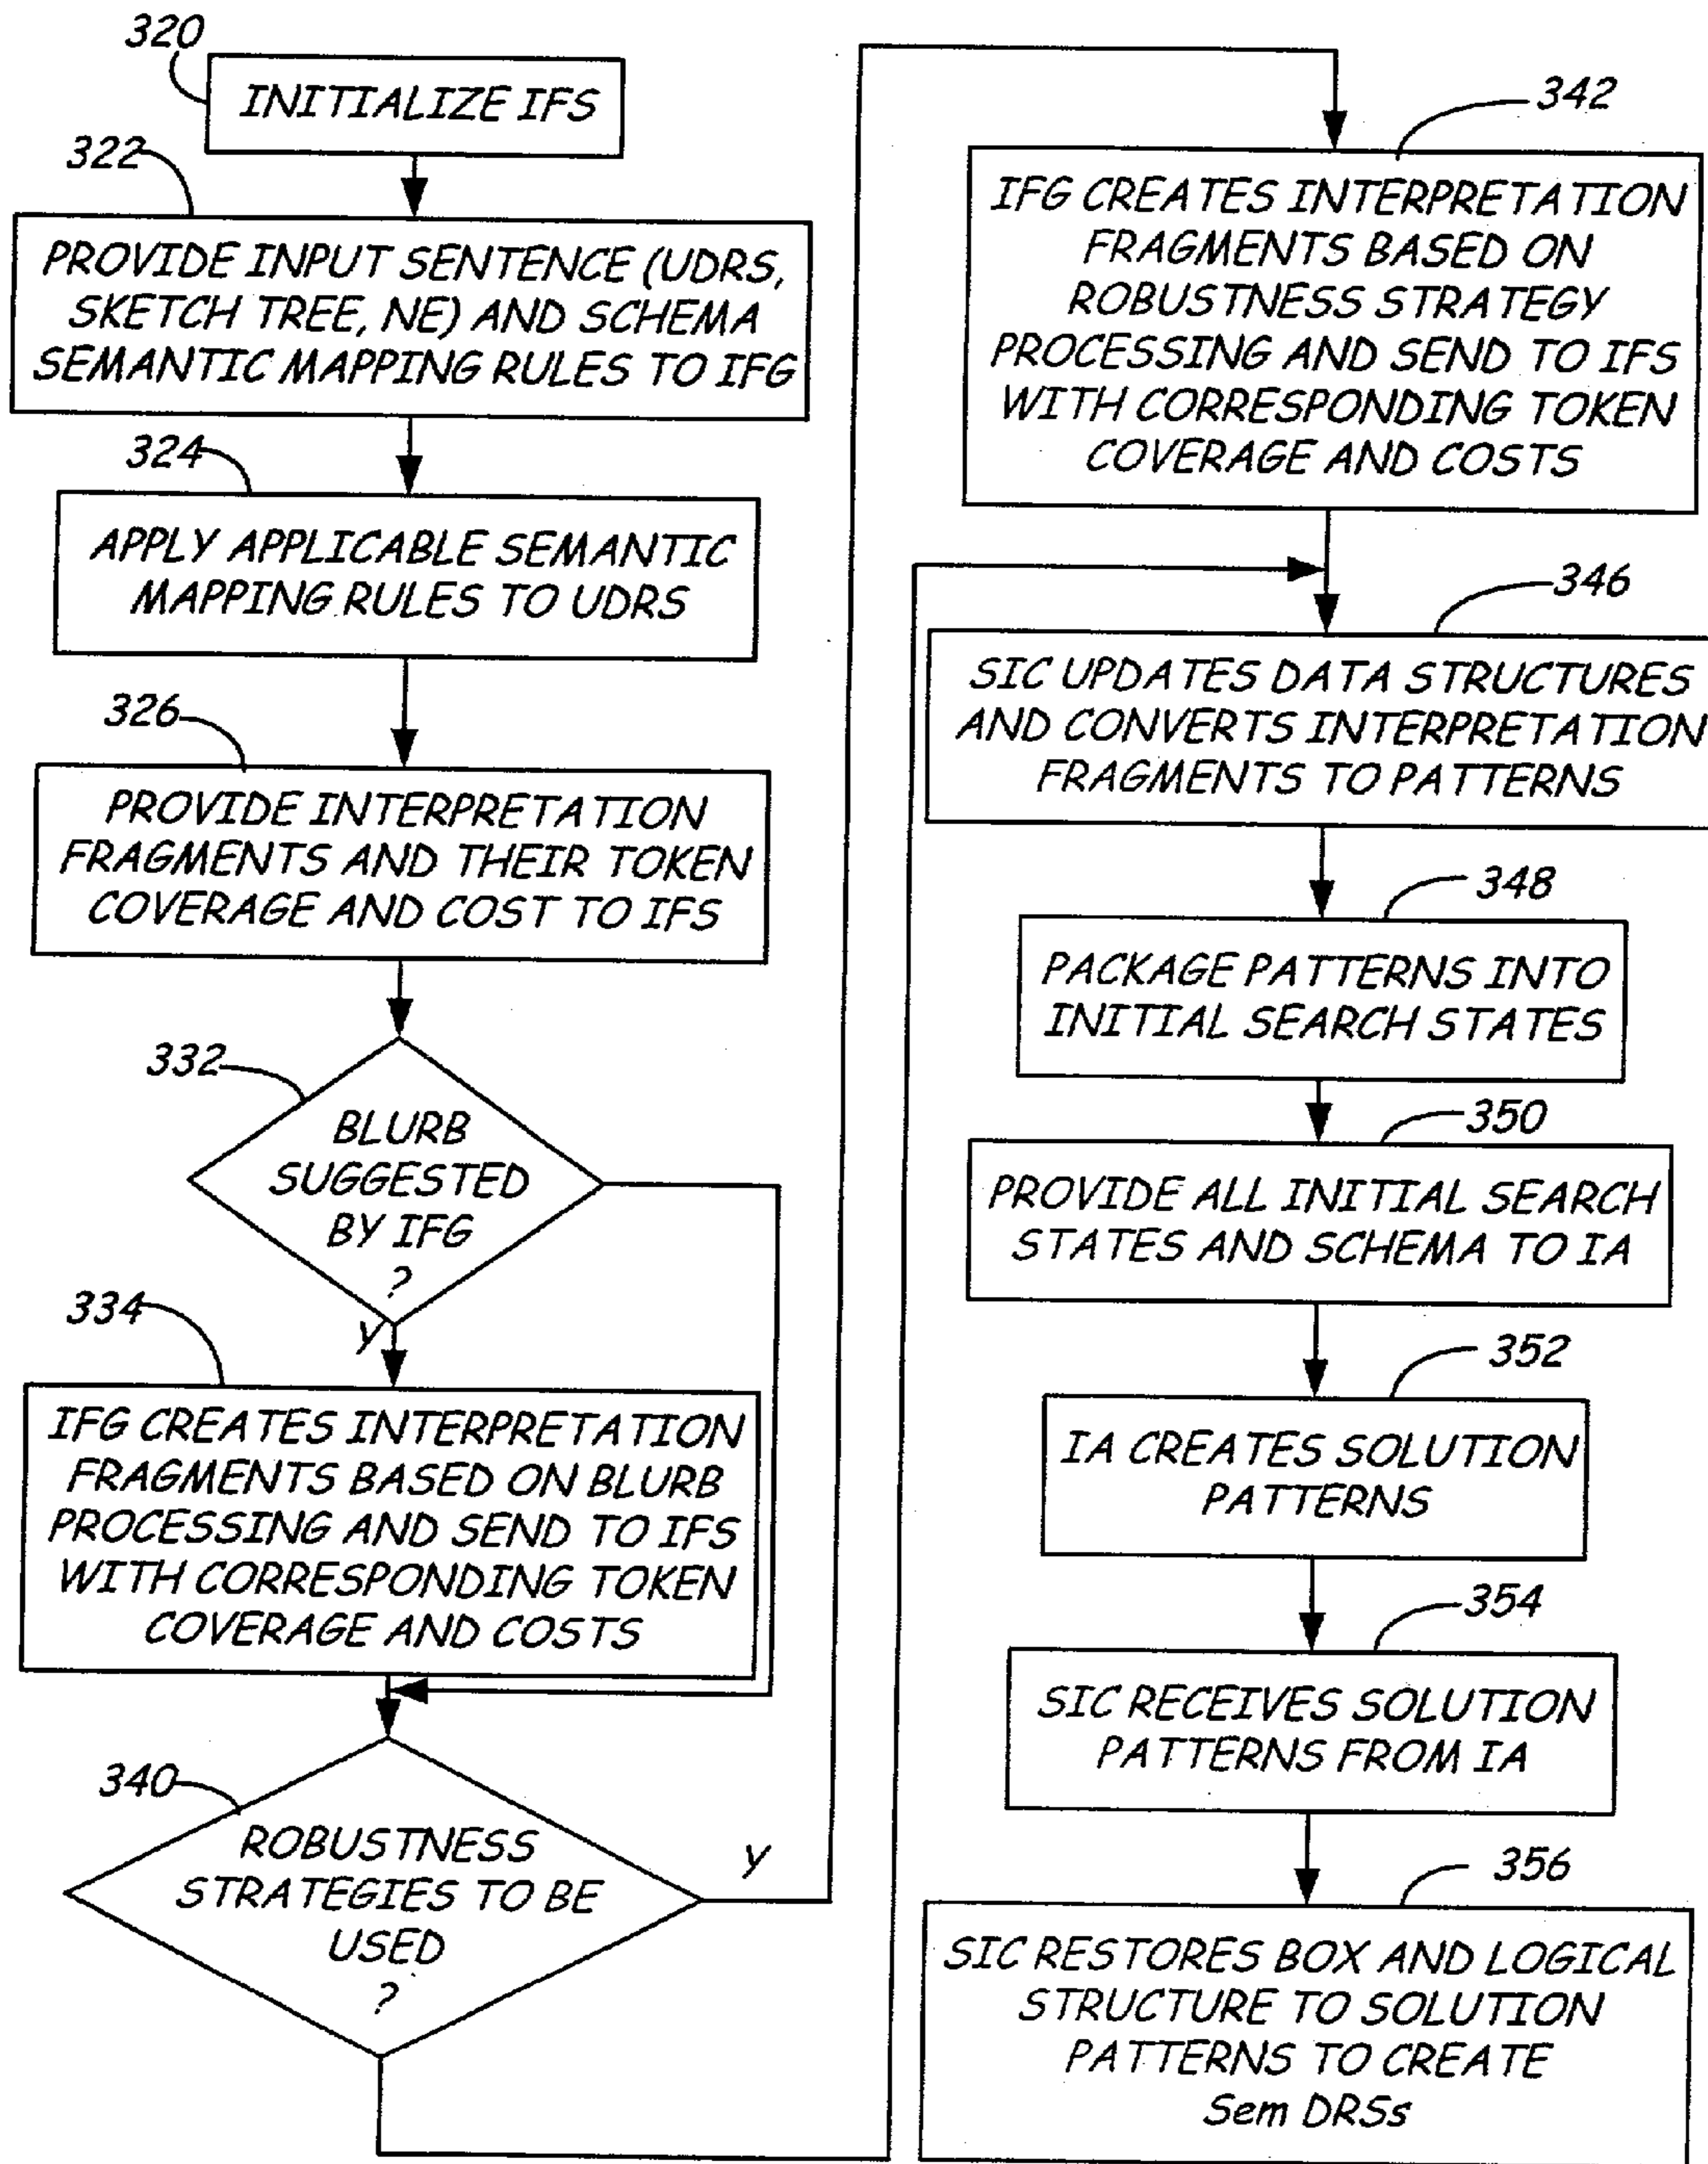 320
INITIALIZE IFS
322
PROVIDE INPUT SENTENCE (UDRS,
SKETCH TREE, NE) AND SCHEMA
SEMANTIC MAPPING RULES TO IFG
324
APPLY APPLICABLE SEMANTIC
MAPPING RULES TO UDRS
326
PROVIDE INTERPRETATION
FRAGMENTS AND THEIR TOKEN
COVERAGE AND COST TO IFS
332
BLURB
SUGGESTED
BY IFG
?
Y
334
IFG CREATES INTERPRETATION
FRAGMENTS BASED ON BLURB
PROCESSING AND SEND TO IFS
WITH CORRESPONDING TOKEN
COVERAGE AND COSTS
340
ROBUSTNESS
STRATEGIES TO BE
USED
?
Y
342
IFG CREATES INTERPRETATION
FRAGMENTS BASED ON
ROBUSTNESS STRATEGY
PROCESSING AND SEND TO IFS
WITH CORRESPONDING TOKEN
COVERAGE AND COSTS
346
SIC UPDATES DATA STRUCTURES
AND CONVERTS INTERPRETATION
FRAGMENTS TO PATTERNS
348
PACKAGE PATTERNS INTO
INITIAL SEARCH STATES
350
PROVIDE ALL INITIAL SEARCH
STATES AND SCHEMA TO IA
352
IA CREATES SOLUTION
PATTERNS
354
SIC RECEIVES SOLUTION
PATTERNS FROM IA
356
SIC RESTORES BOX AND LOGICAL
STRUCTURE TO SOLUTION
PATTERNS TO CREATE
Sem DRSs